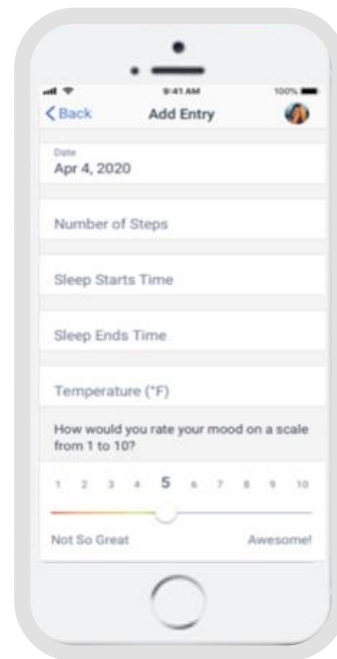 9:41 AM 100%
Back Add Entry
Date
Apr 4, 2020
Number of Steps
Sleep Starts Time
Sleep Ends Time
Temperature (°F)
How would you rate your mood on a scale
from 1 to 10?
1 2 3 4 5 6 7 8 9 10
Not So Great Awesome!